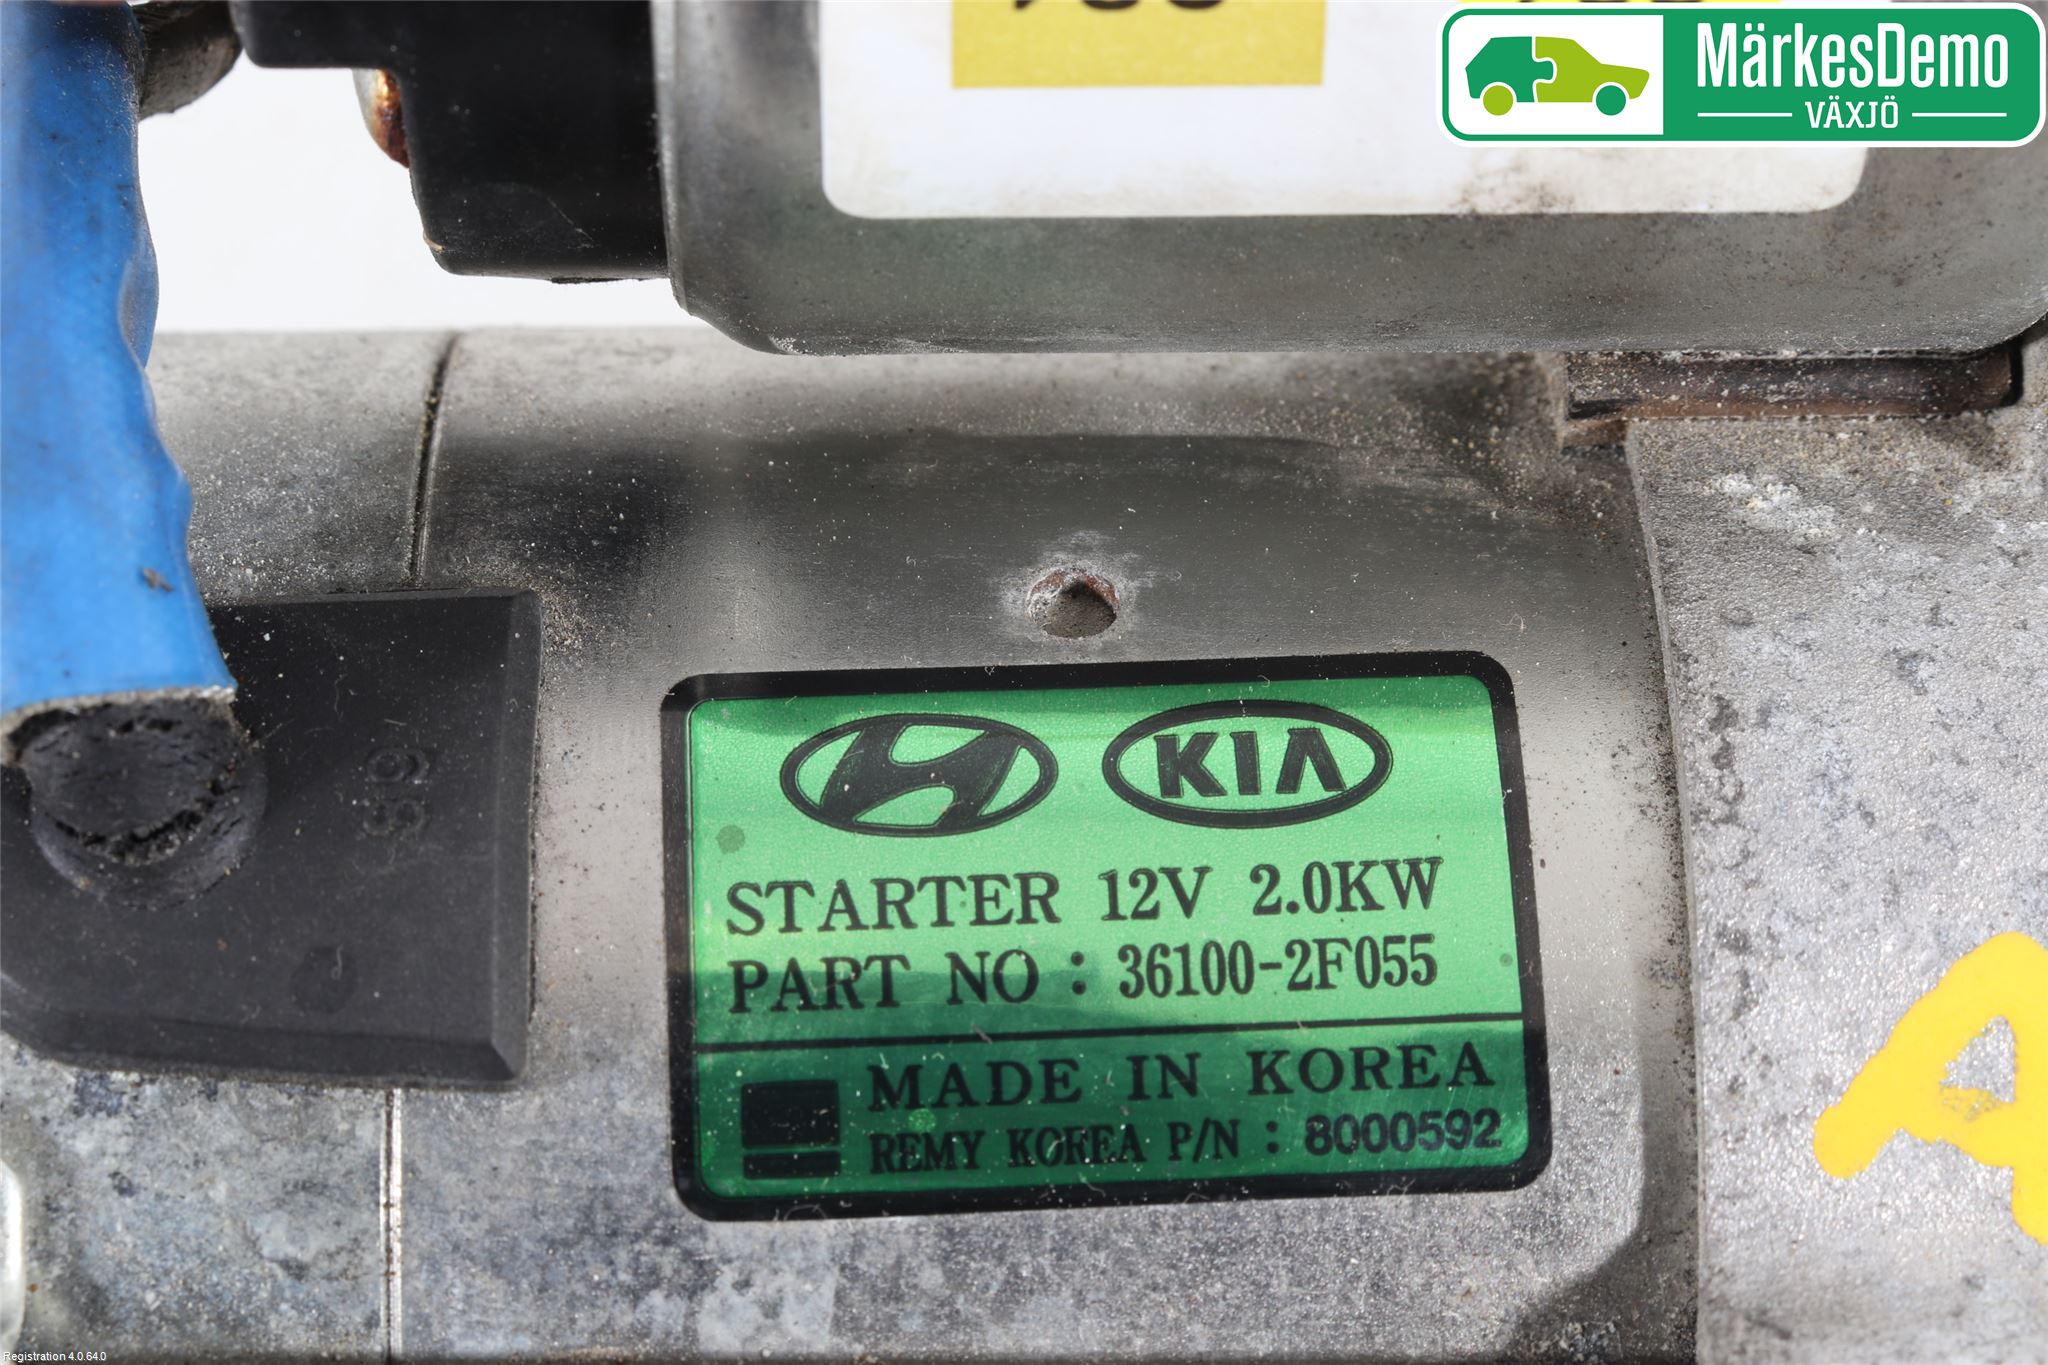 MärkesDemo
VÄXJÖ
KIA
STARTER 12V 2.0KW
PART NO : 36100-2F055
MADE IN KOREA
REMY KOREA P/N : 8000592
Registration 4.0.64.0